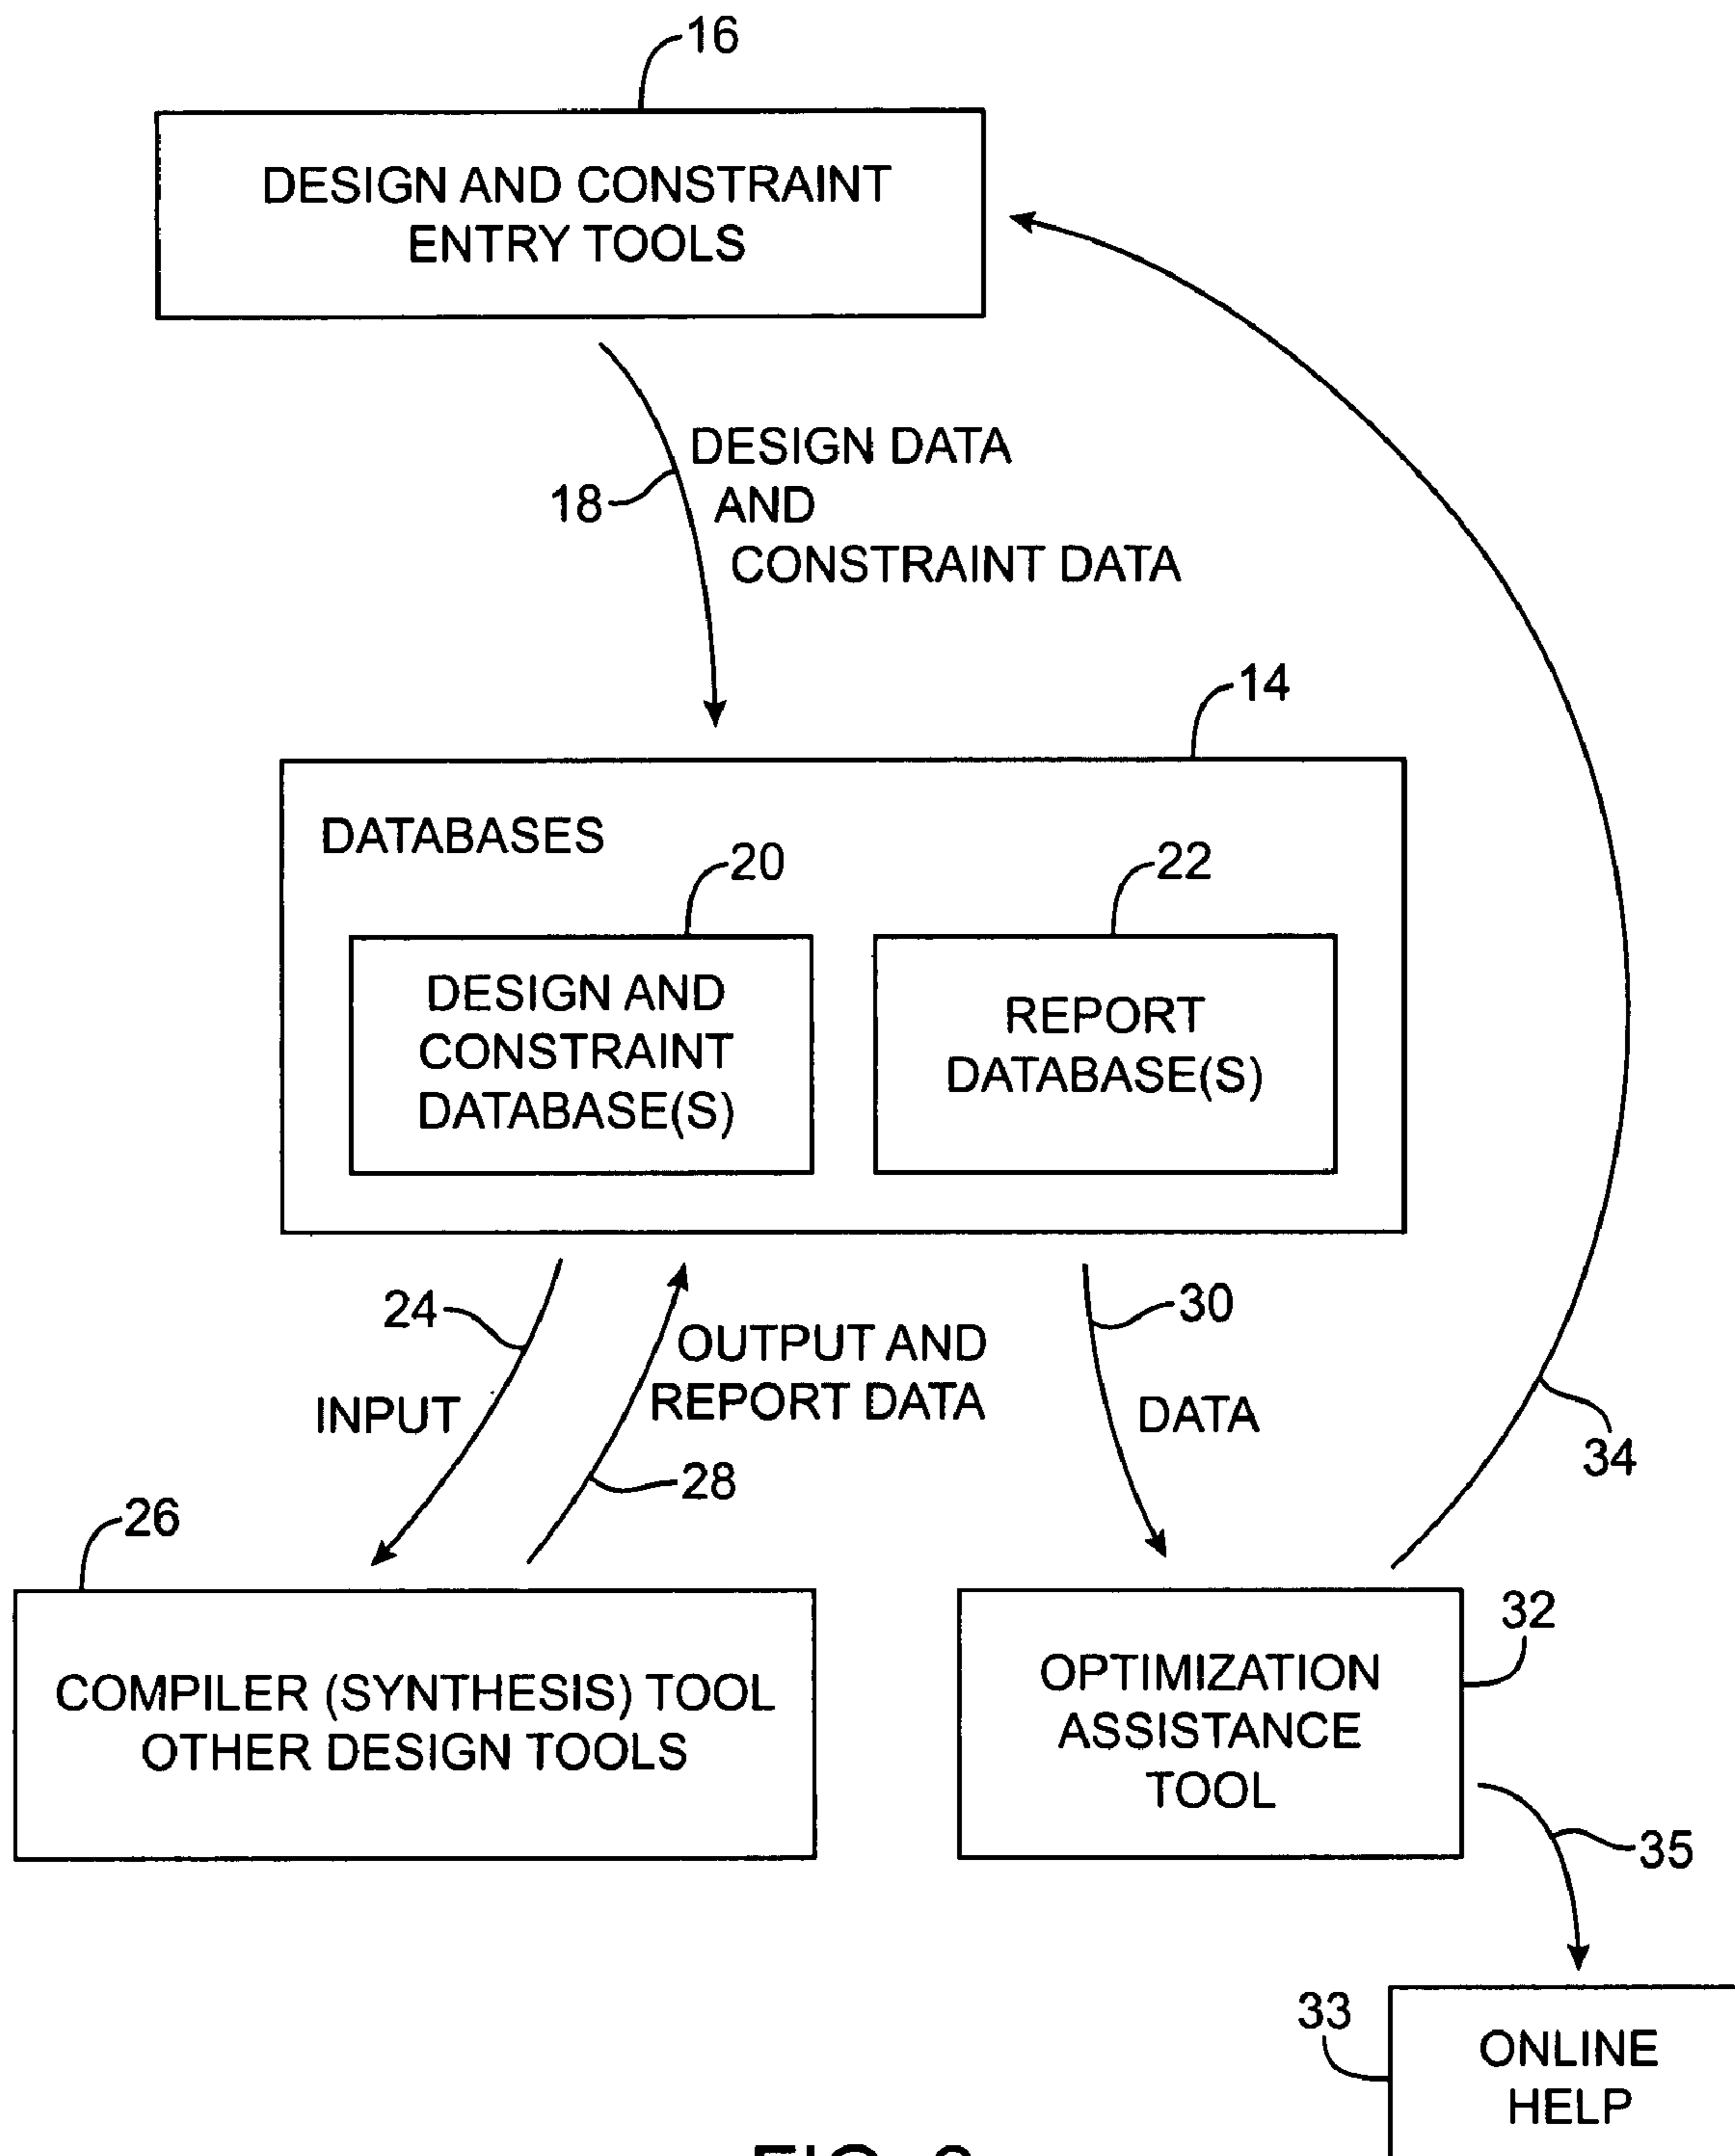 16
DESIGN AND CONSTRAINT
ENTRY TOOLS
DESIGN DATA
18
AND
CONSTRAINT DATA
14
DATABASES
20
22
DESIGN AND
CONSTRAINT
DATABASE(S)
REPORT
DATABASE(S)
24
30
OUTPUT AND
REPORT DATA
INPUT
DATA
34
28
26
32
COMPILER (SYNTHESIS) TOOL
OTHER DESIGN TOOLS
OPTIMIZATION
ASSISTANCE
TOOL
35
33
ONLINE
HELP